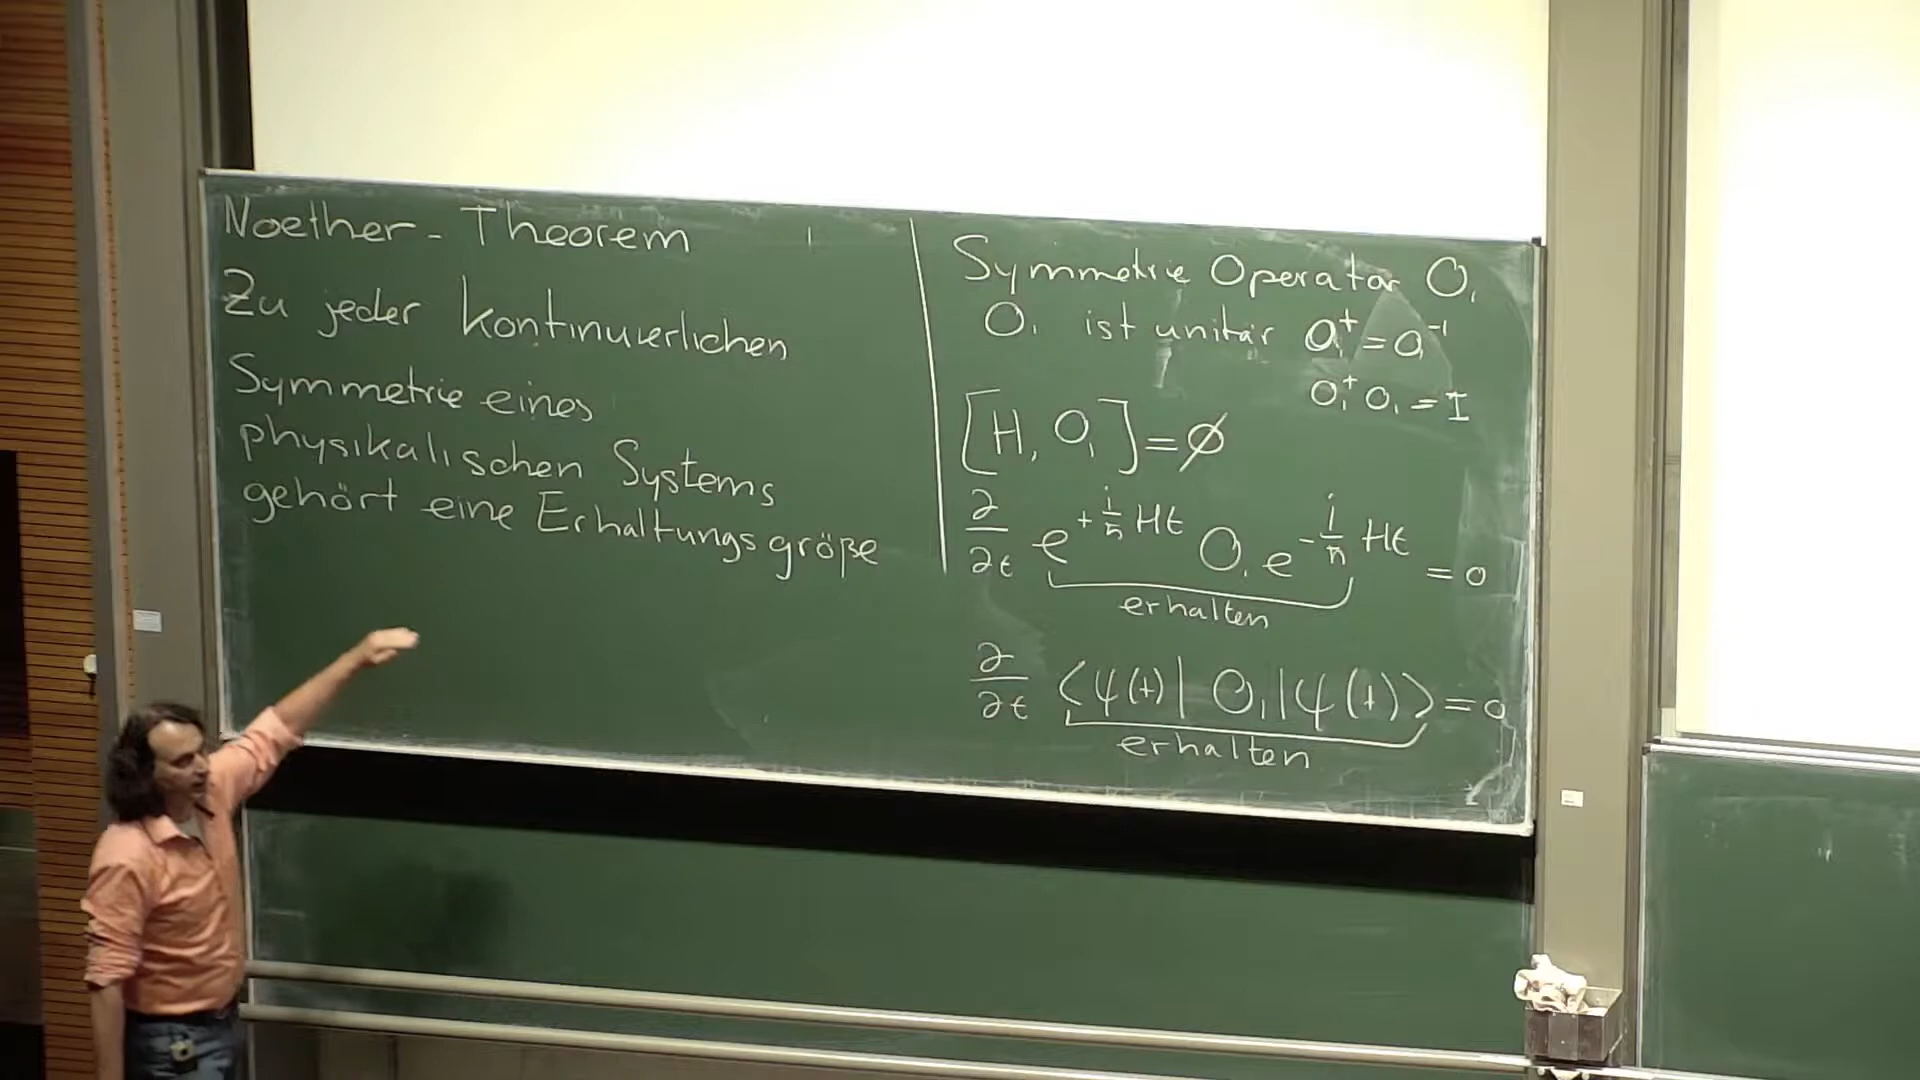 Noether - Theorem
Zu jeder kontinuierlichen
Symmetrie eines
physikalischen Systems
gehört eine Erhaltungsgröße
Symmetrie Operator O₁
O₁ ist unitär O₁⁺ = O₁⁻¹
O₁⁺ O₁ = I
[H, O₁] = ∅
∂/∂t e^{+ i/ħ Ht} O₁ e^{- i/ħ Ht} = 0
erhalten
∂/∂t ⟨ψ(t)| O₁ |ψ(t)⟩ = 0
erhalten